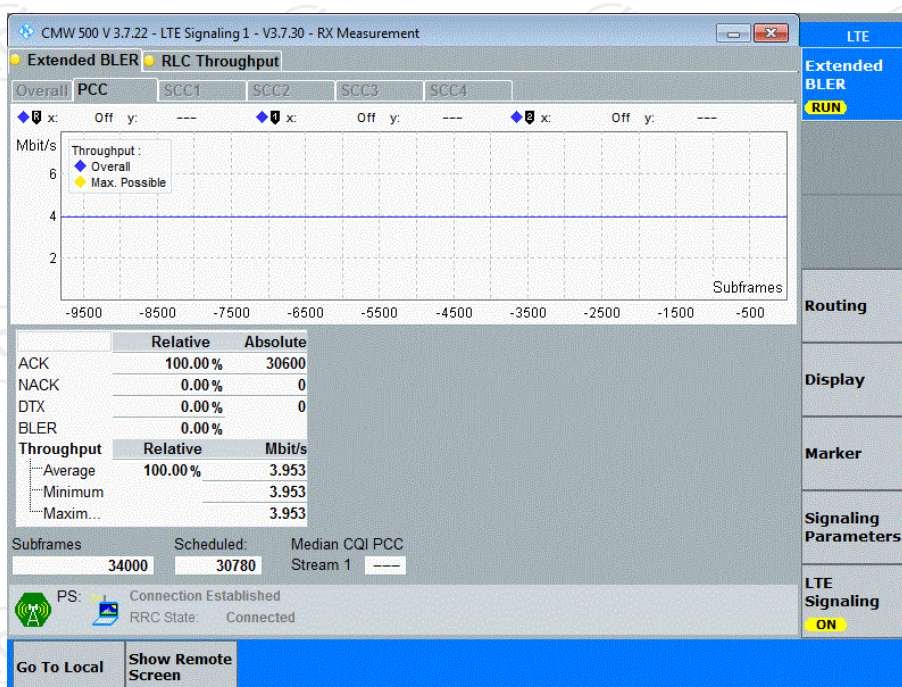 CMW 500 V 3.7.22 - LTE Signaling 1 - V3.7.30 - RX Measurement
Extended BLER RLC Throughput
Overall PCC SCC1 SCC2 SCC3 SCC4
R x: Off y: --- 1 x: Off y: --- 2 x: Off y: ---
Mbit/s
Throughput :
Overall
Max. Possible
6
4
2
Subframes
-9500 -8500 -7500 -6500 -5500 -4500 -3500 -2500 -1500 -500
Relative Absolute
ACK 100.00 % 30600
NACK 0.00 % 0
DTX 0.00 % 0
BLER 0.00 %
Throughput Relative Mbit/s
Average 100.00 % 3.953
Minimum 3.953
Maxim... 3.953
Subframes Scheduled: Median CQI PCC
34000 30780 Stream 1 ---
PS: Connection Established
RRC State: Connected
Go To Local
Show Remote
Screen
LTE
Extended
BLER
RUN
Routing
Display
Marker
Signaling
Parameters
LTE
Signaling
ON